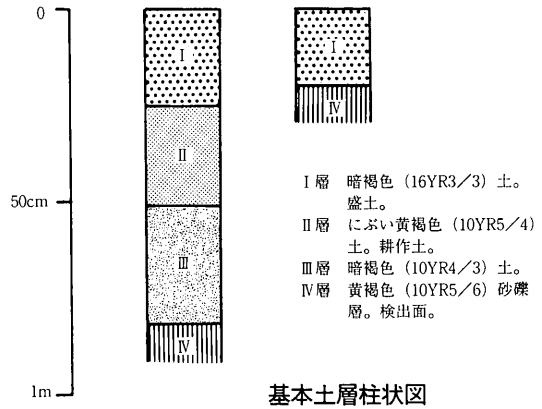 0
50cm
1m
Ⅰ
Ⅱ
Ⅲ
Ⅳ
Ⅰ
Ⅳ
Ⅰ層 暗褐色（16YR3／3）土。
盛土。
Ⅱ層 にぶい黄褐色（10YR5／4）
土。耕作土。
Ⅲ層 暗褐色（10YR4／3）土。
Ⅳ層 黄褐色（10YR5／6）砂礫
層。検出面。
基本土層柱状図